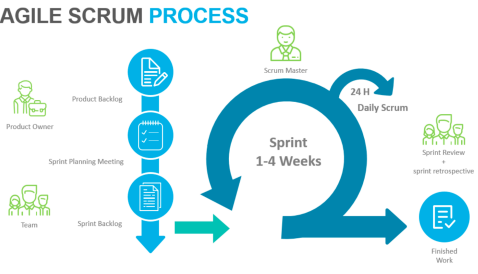 AGILE SCRUM PROCESS
Scrum Master
24 H
Daily Scrum
Product Backlog
Product Owner
Sprint
1-4 Weeks
Sprint Planning Meeting
Sprint Review
+
sprint retrospective
Team
Sprint Backlog
Finished
Work